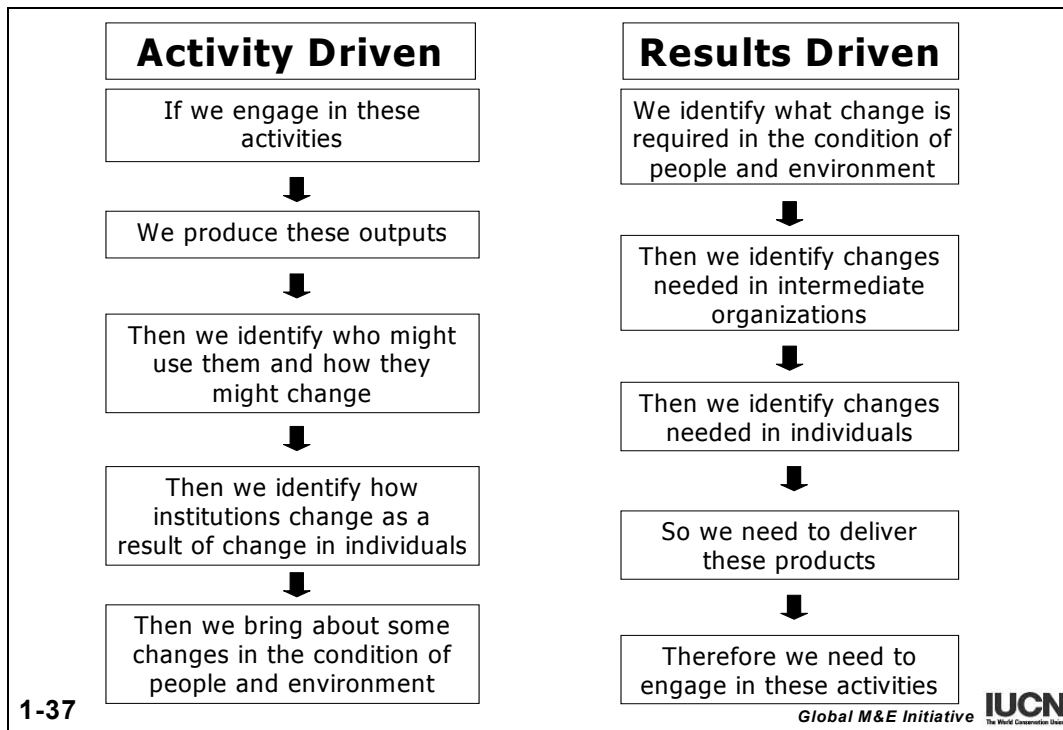 Activity Driven
If we engage in these
activities
We produce these outputs
Then we identify who might
use them and how they
might change
Then we identify how
institutions change as a
result of change in individuals
Then we bring about some
changes in the condition of
people and environment
Results Driven
We identify what change is
required in the condition of
people and environment
Then we identify changes
needed in intermediate
organizations
Then we identify changes
needed in individuals
So we need to deliver
these products
Therefore we need to
engage in these activities
1-37
Global M&E Initiative
IUCN
The World Conservation Union